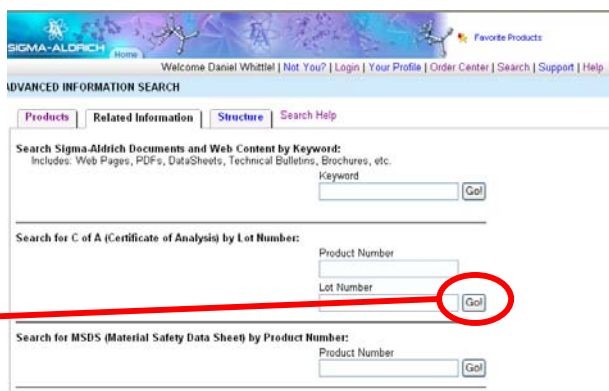 SIGMA-ALDRICH
Home
Favorite Products
Welcome Daniel Whittle! | Not You? | Login | Your Profile | Order Center | Search | Support | Help
ADVANCED INFORMATION SEARCH
Products | Related Information | Structure | Search Help
Search Sigma-Aldrich Documents and Web Content by Keyword:
Includes: Web Pages, PDFs, DataSheets, Technical Bulletins, Brochures, etc.
Keyword
Go!
Search for C of A (Certificate of Analysis) by Lot Number:
Product Number
Lot Number
Go!
Search for MSDS (Material Safety Data Sheet) by Product Number:
Product Number
Go!